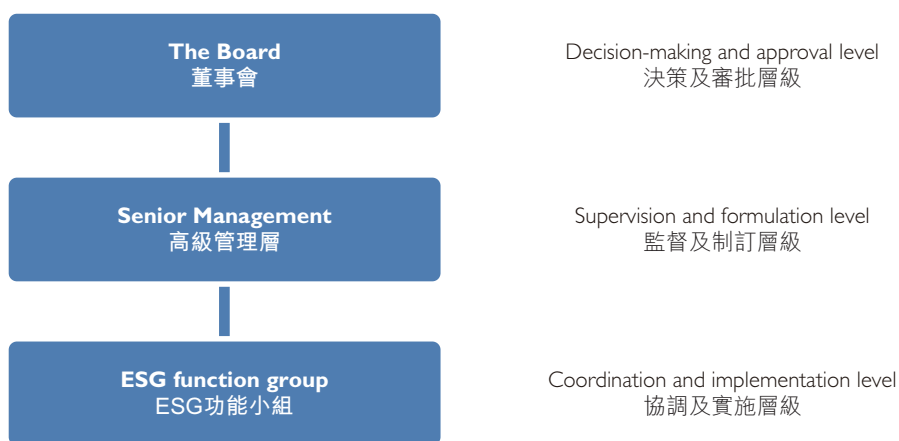 The Board
董事會
Decision-making and approval level
決策及審批層級
Senior Management
高級管理層
Supervision and formulation level
監督及制訂層級
ESG function group
ESG功能小組
Coordination and implementation level
協調及實施層級